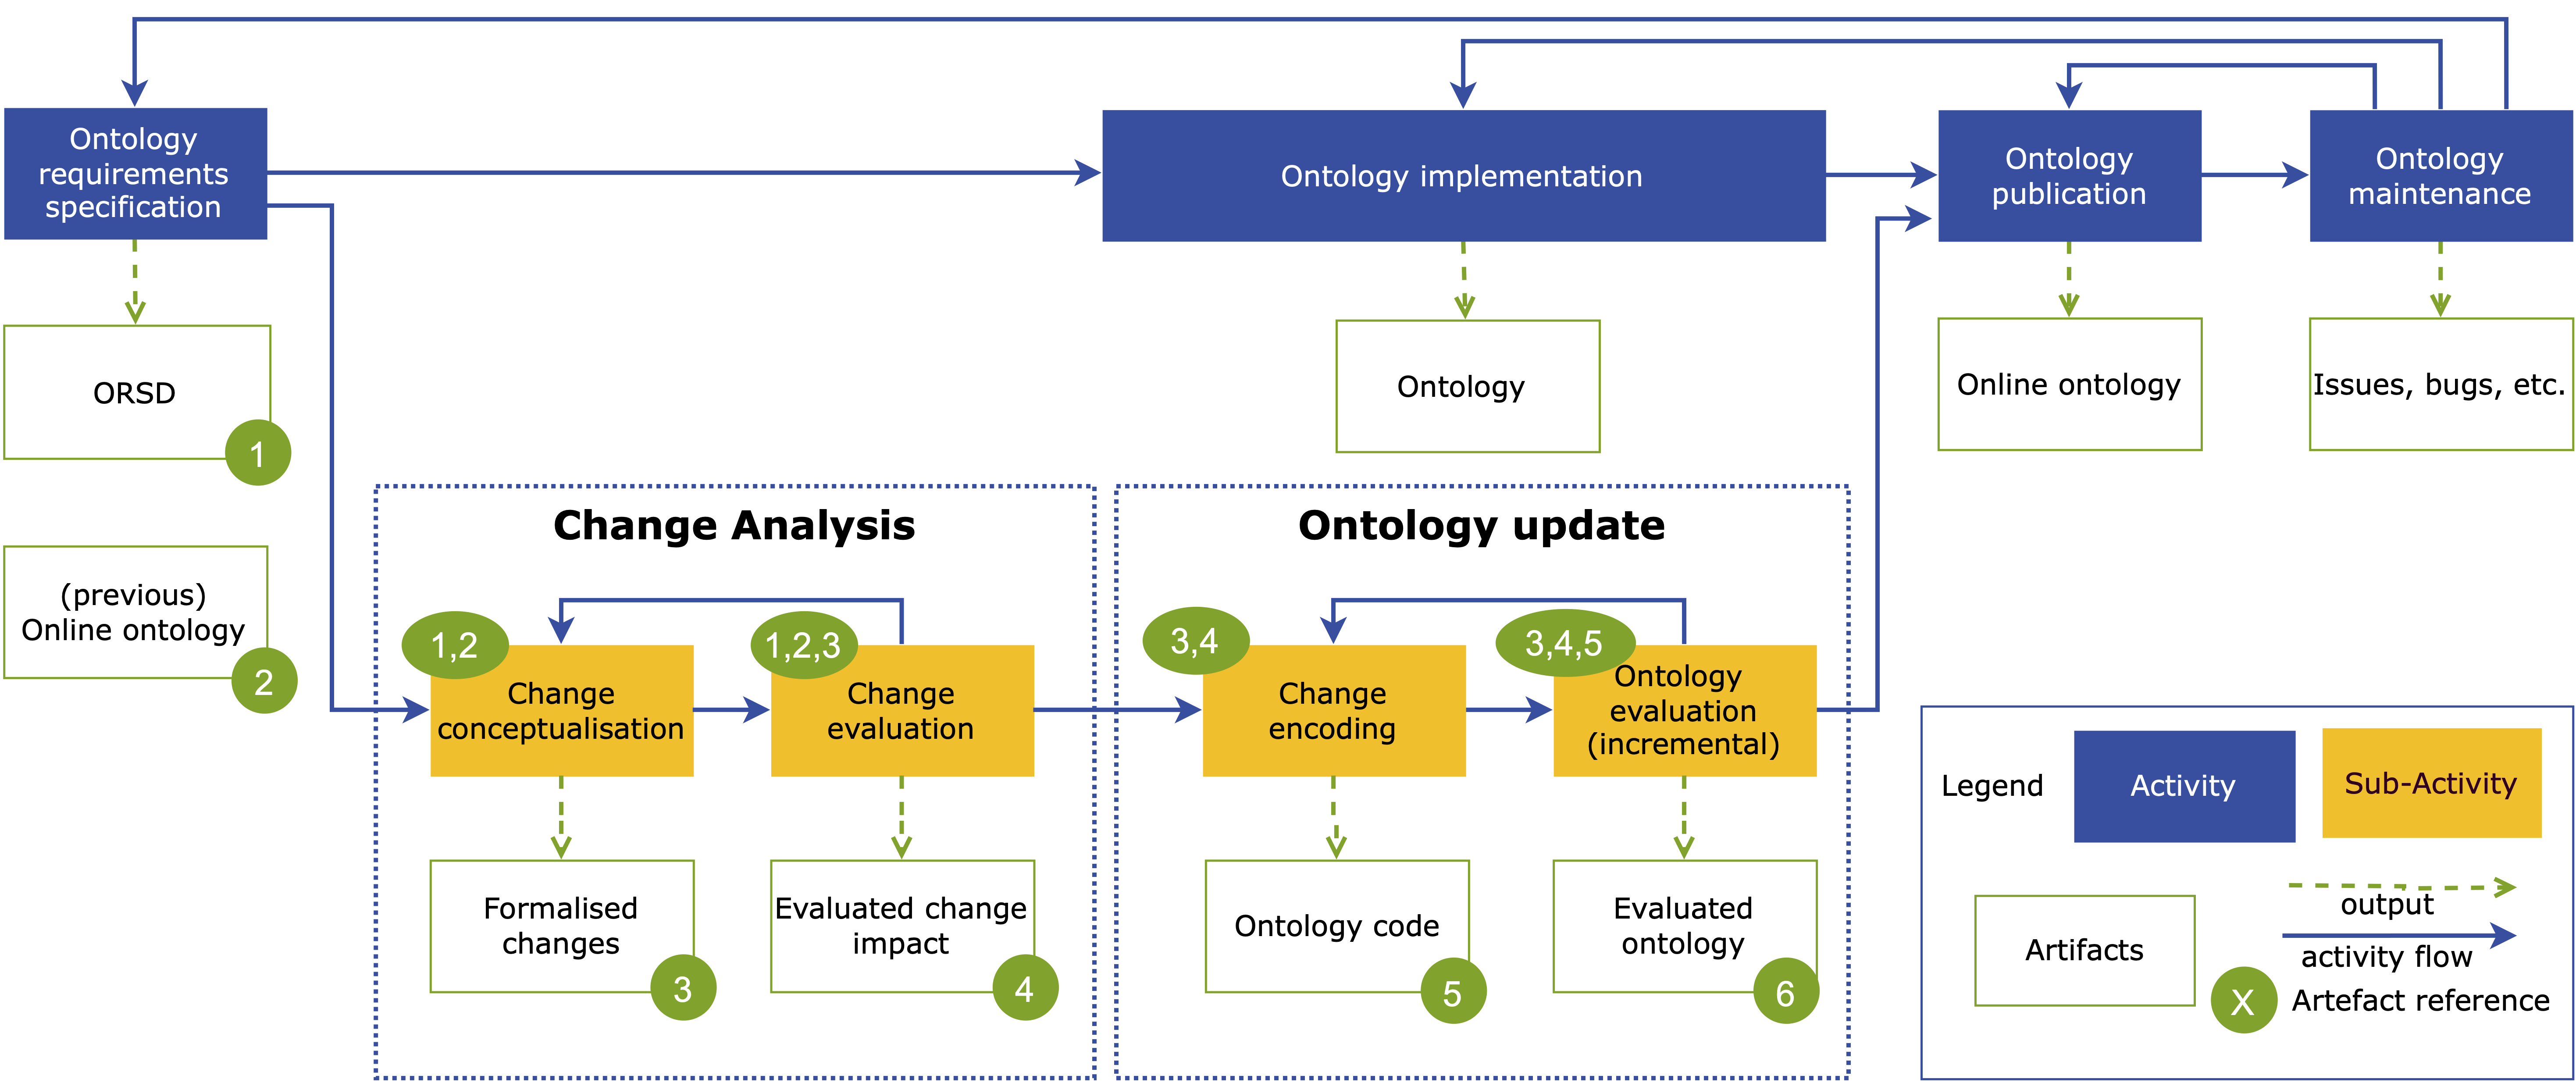 Ontology
requirements
specification
Ontology implementation
Ontology
publication
Ontology
maintenance
ORSD
1
Ontology
Online ontology
Issues, bugs, etc.
(previous)
Online ontology
2
Change Analysis
1,2
Change
conceptualisation
1,2,3
Change
evaluation
Formalised
changes
3
Evaluated change
impact
4
Ontology update
3,4
Change
encoding
3,4,5
Ontology
evaluation
(incremental)
Ontology code
5
Evaluated
ontology
6
Legend
Activity
Sub-Activity
Artifacts
output
activity flow
X
Artefact reference